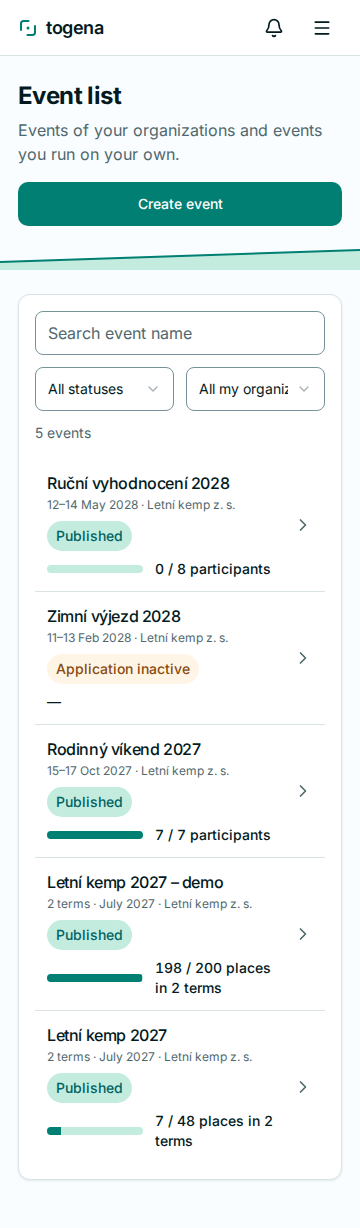 togena
Event list
Events of your organizations and events
you run on your own.
Create event
Search event name
All statuses
All my organiz
5 events
Ruční vyhodnocení 2028
12–14 May 2028 · Letní kemp z. s.
Published
0 / 8 participants
Zimní výjezd 2028
11–13 Feb 2028 · Letní kemp z. s.
Application inactive
—
Rodinný víkend 2027
15–17 Oct 2027 · Letní kemp z. s.
Published
7 / 7 participants
Letní kemp 2027 – demo
2 terms · July 2027 · Letní kemp z. s.
Published
198 / 200 places
in 2 terms
Letní kemp 2027
2 terms · July 2027 · Letní kemp z. s.
Published
7 / 48 places in 2
terms